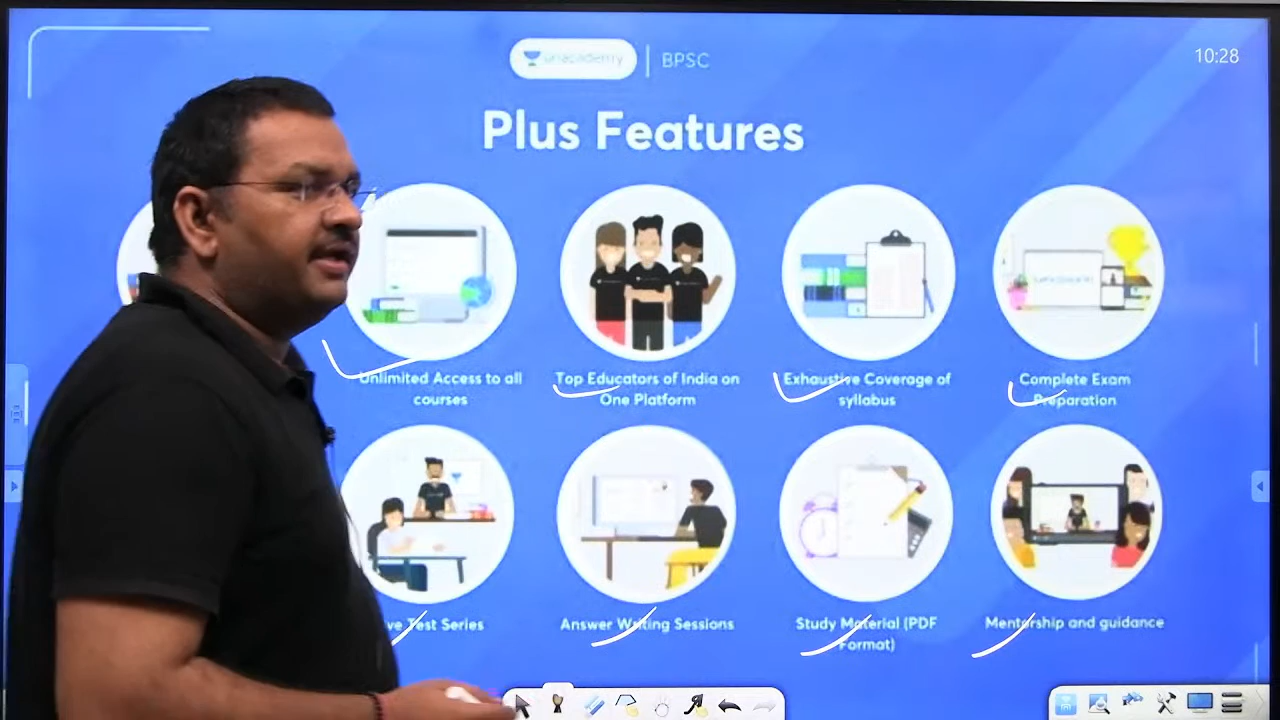 unacademy | BPSC
10:28
Plus Features
Unlimited Access to all
courses
Top Educators of India on
One Platform
Exhaustive Coverage of
syllabus
Complete Exam
Preparation
Test Series
Answer Writing Sessions
Study Material (PDF
Format)
Mentorship and guidance